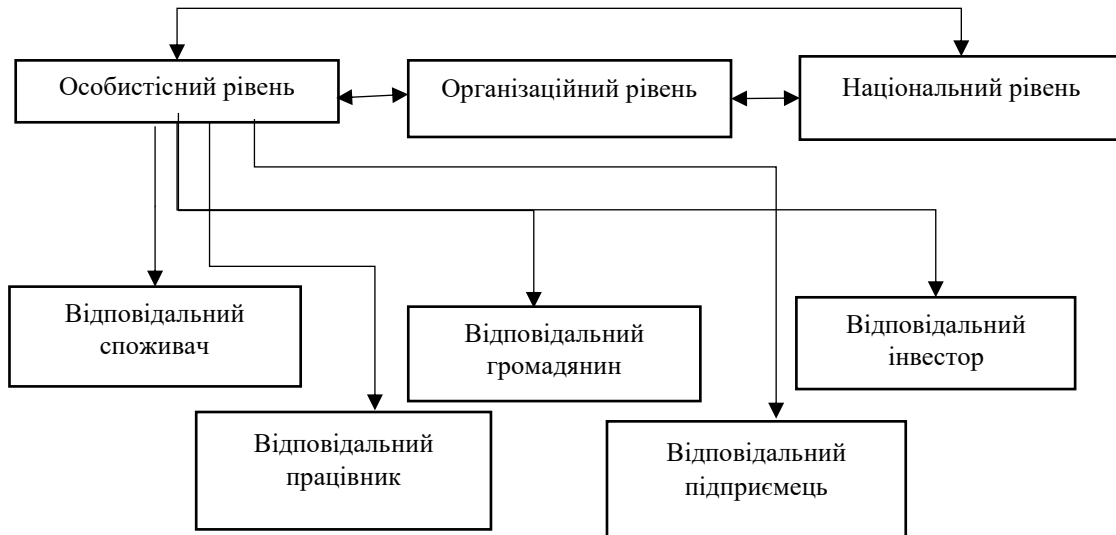 Особистісний рівень
Організаційний рівень
Національний рівень
Відповідальний
споживач
Відповідальний
громадянин
Відповідальний
інвестор
Відповідальний
працівник
Відповідальний
підприємець